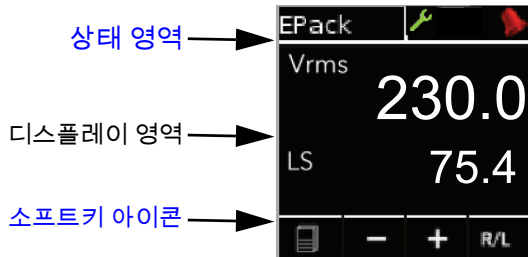 상태 영역
EPack
Vrms
230.0
디스플레이 영역
LS
75.4
소프트키 아이콘
− + R/L